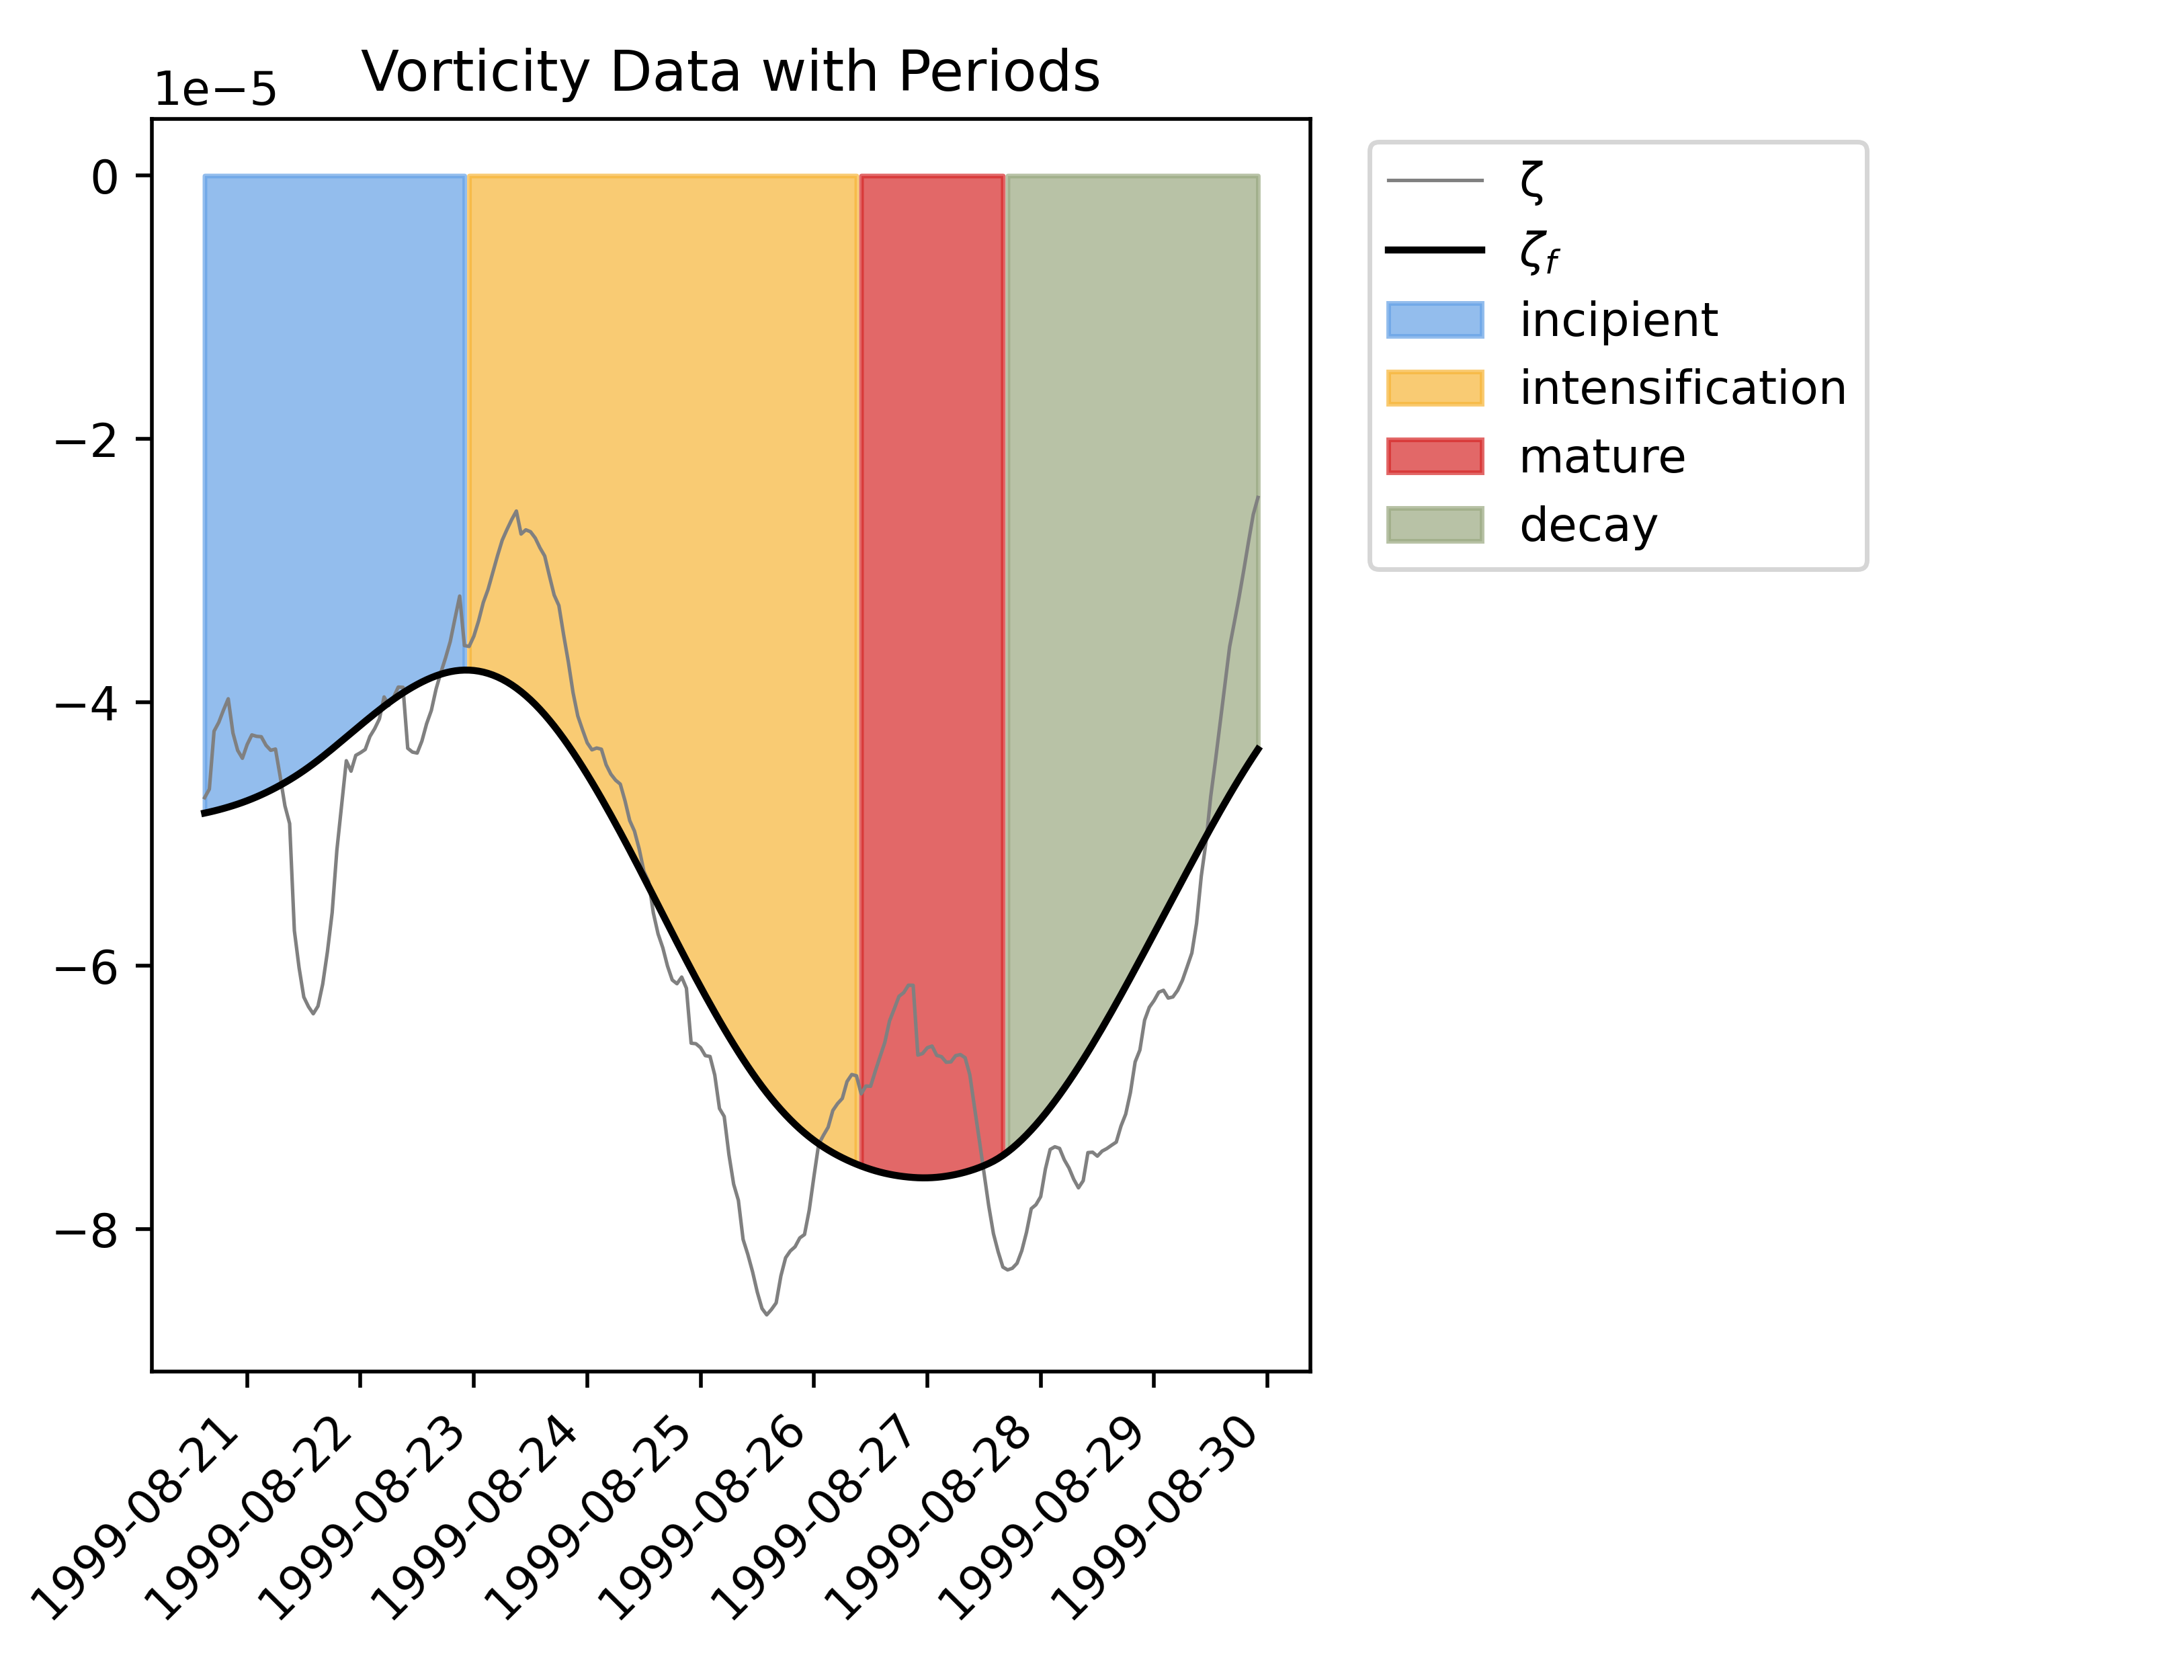 Vorticity Data with Periods
1e−5
0
−2
−4
−6
−8
1999-08-21
1999-08-22
1999-08-23
1999-08-24
1999-08-25
1999-08-26
1999-08-27
1999-08-28
1999-08-29
1999-08-30
ζ
ζf
incipient
intensification
mature
decay